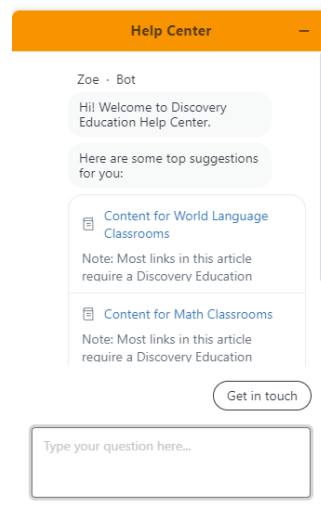 Help Center
Zoe · Bot
Hi! Welcome to Discovery
Education Help Center.
Here are some top suggestions
for you:
Content for World Language
Classrooms
Note: Most links in this article
require a Discovery Education
Content for Math Classrooms
Note: Most links in this article
require a Discovery Education
Get in touch
Type your question here...